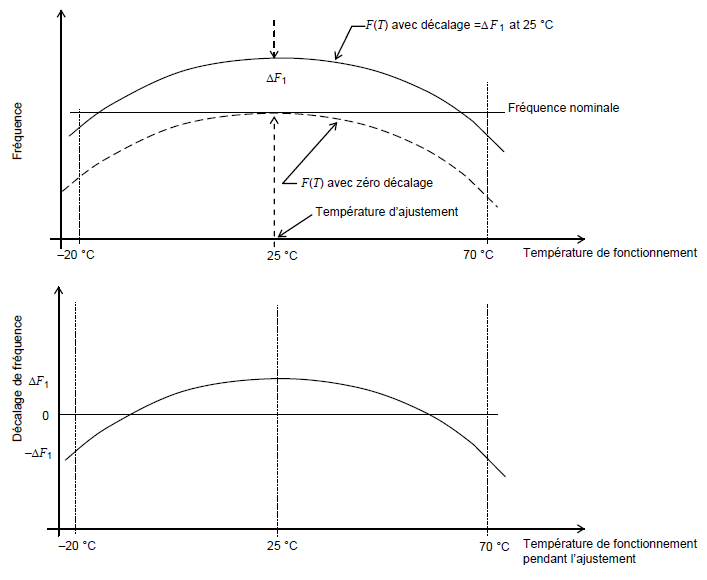 F(T) avec décalage =ΔF1 at 25 °C
ΔF1
Fréquence
Fréquence nominale
F(T) avec zéro décalage
Température d'ajustement
–20 °C
25 °C
70 °C
Température de fonctionnement
Décalage de fréquence
ΔF1
0
–ΔF1
–20 °C
25 °C
70 °C
Température de fonctionnement
pendant l'ajustement